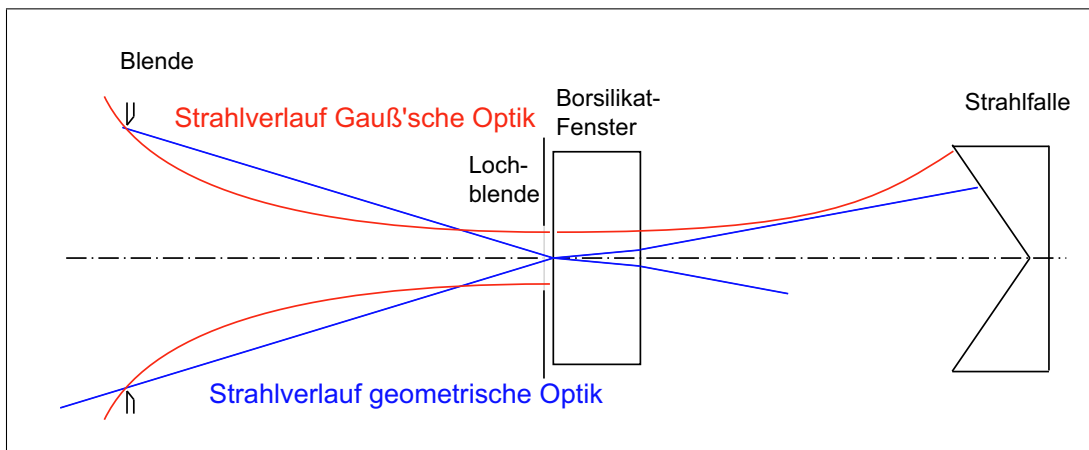 Blende
Strahlverlauf Gauß'sche Optik
Borsilikat-
Fenster
Strahlfalle
Loch-
blende
Strahlverlauf geometrische Optik